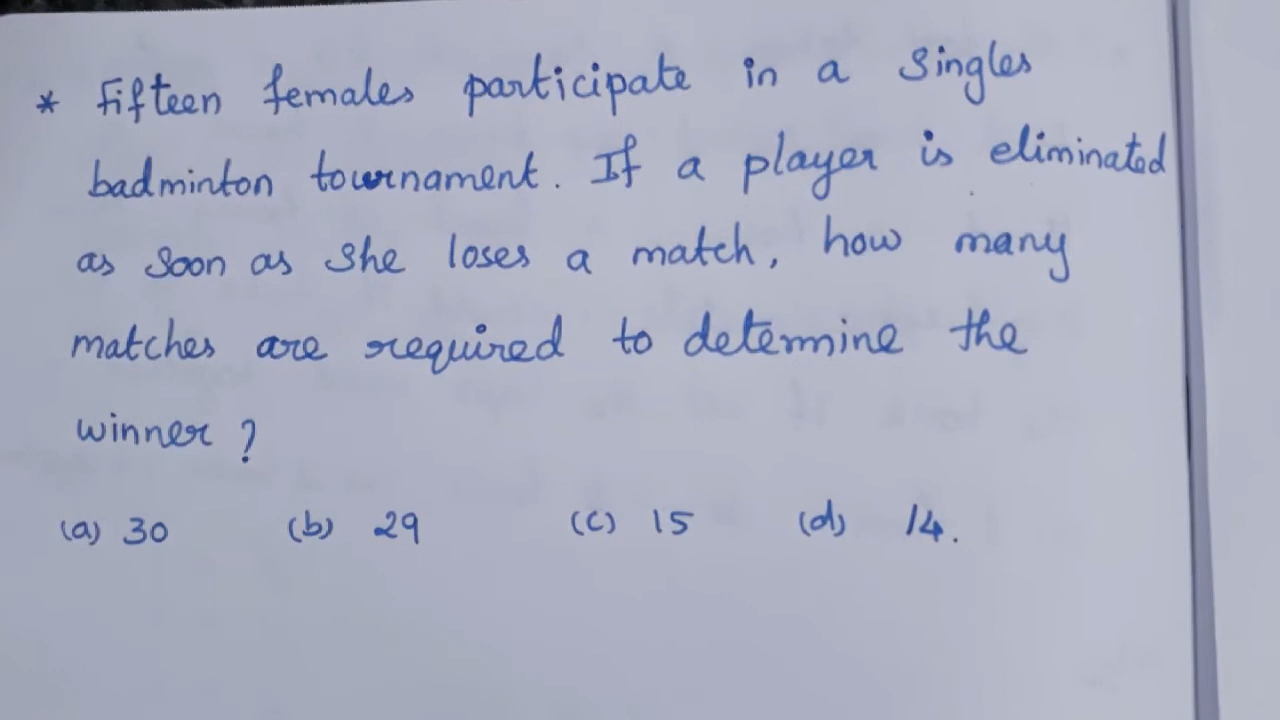 * Fifteen females participate in a singles
badminton tournament. If a player is eliminated
as soon as she loses a match, how many
matches are required to determine the
winner ?
(a) 30 (b) 29 (c) 15 (d) 14.